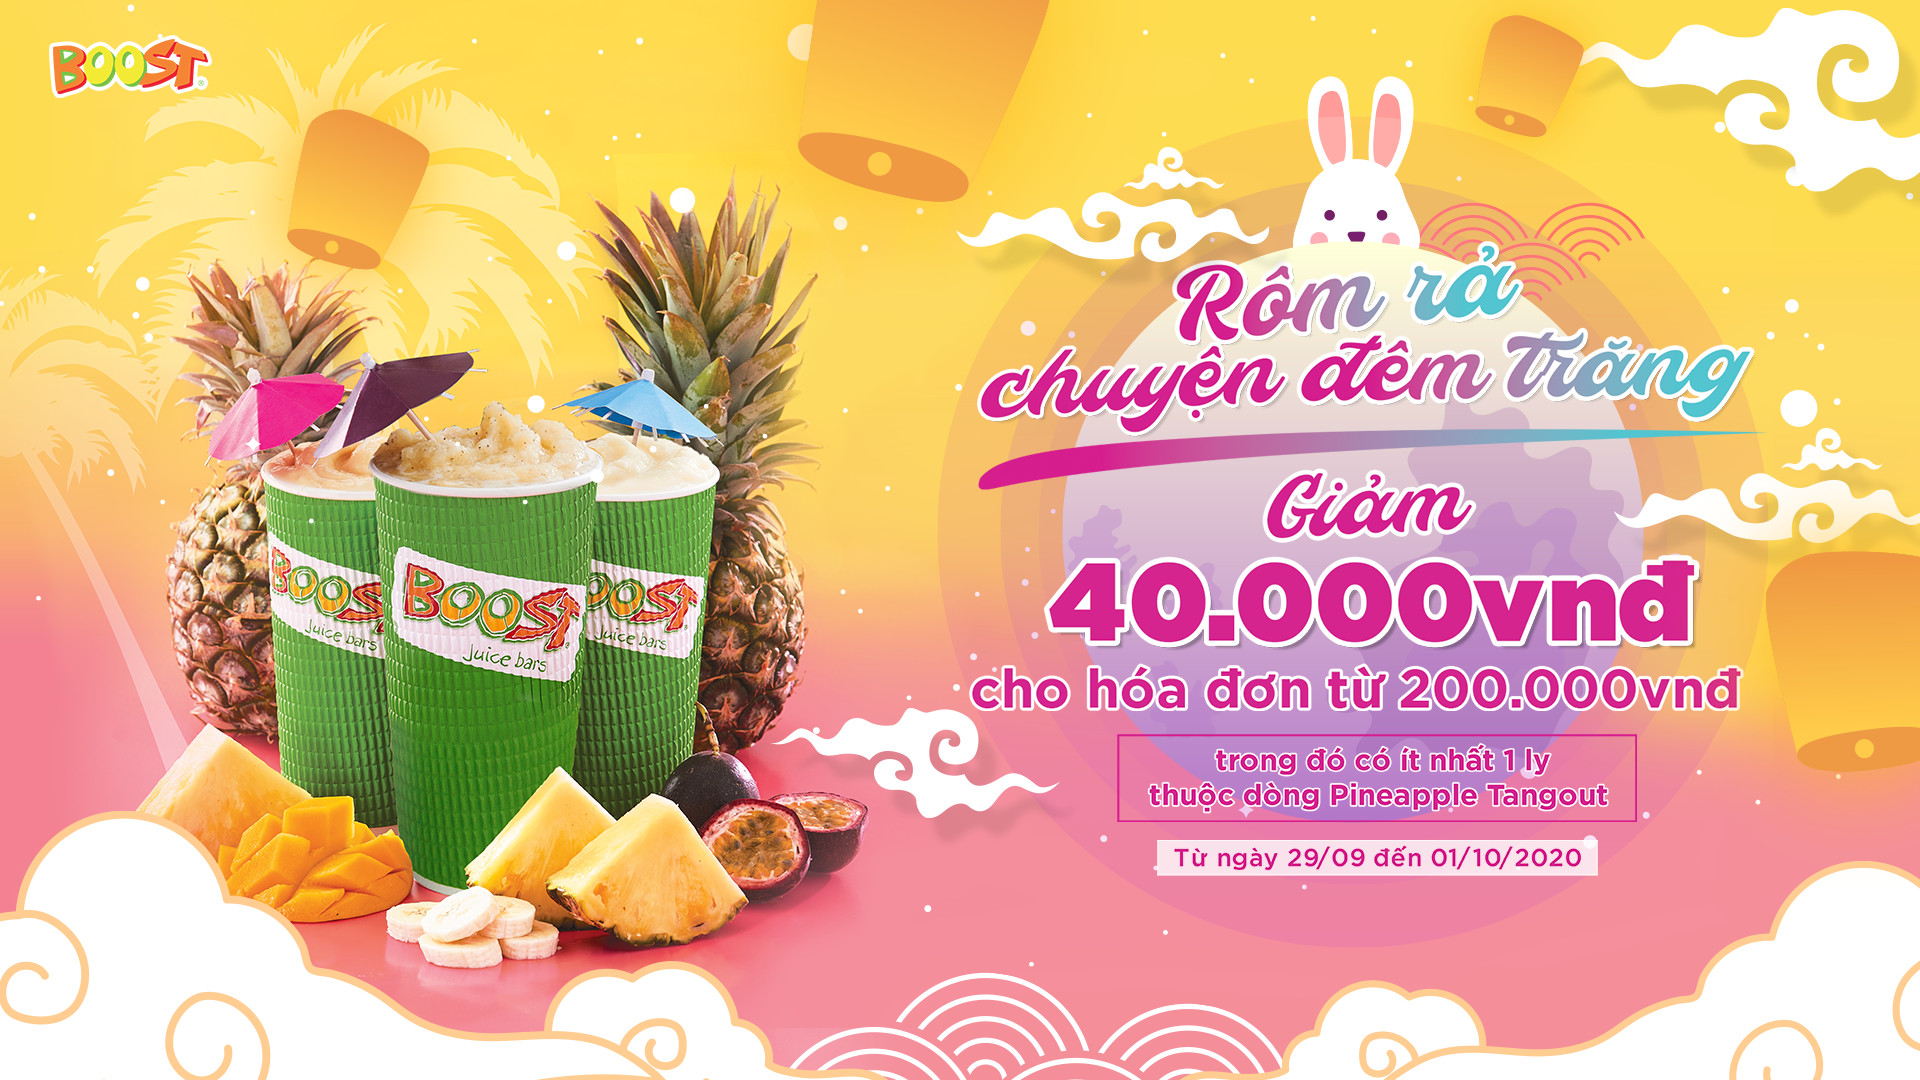 BOOST
Rôm rả
chuyện đêm trăng
Giảm
40.000vnđ
cho hóa đơn từ 200.000vnđ
trong đó có ít nhất 1 ly
thuộc dòng Pineapple Tangout
Từ ngày 29/09 đến 01/10/2020
BOOS
Juice bars
BOOST
Juice bars
OOST
Juice bars